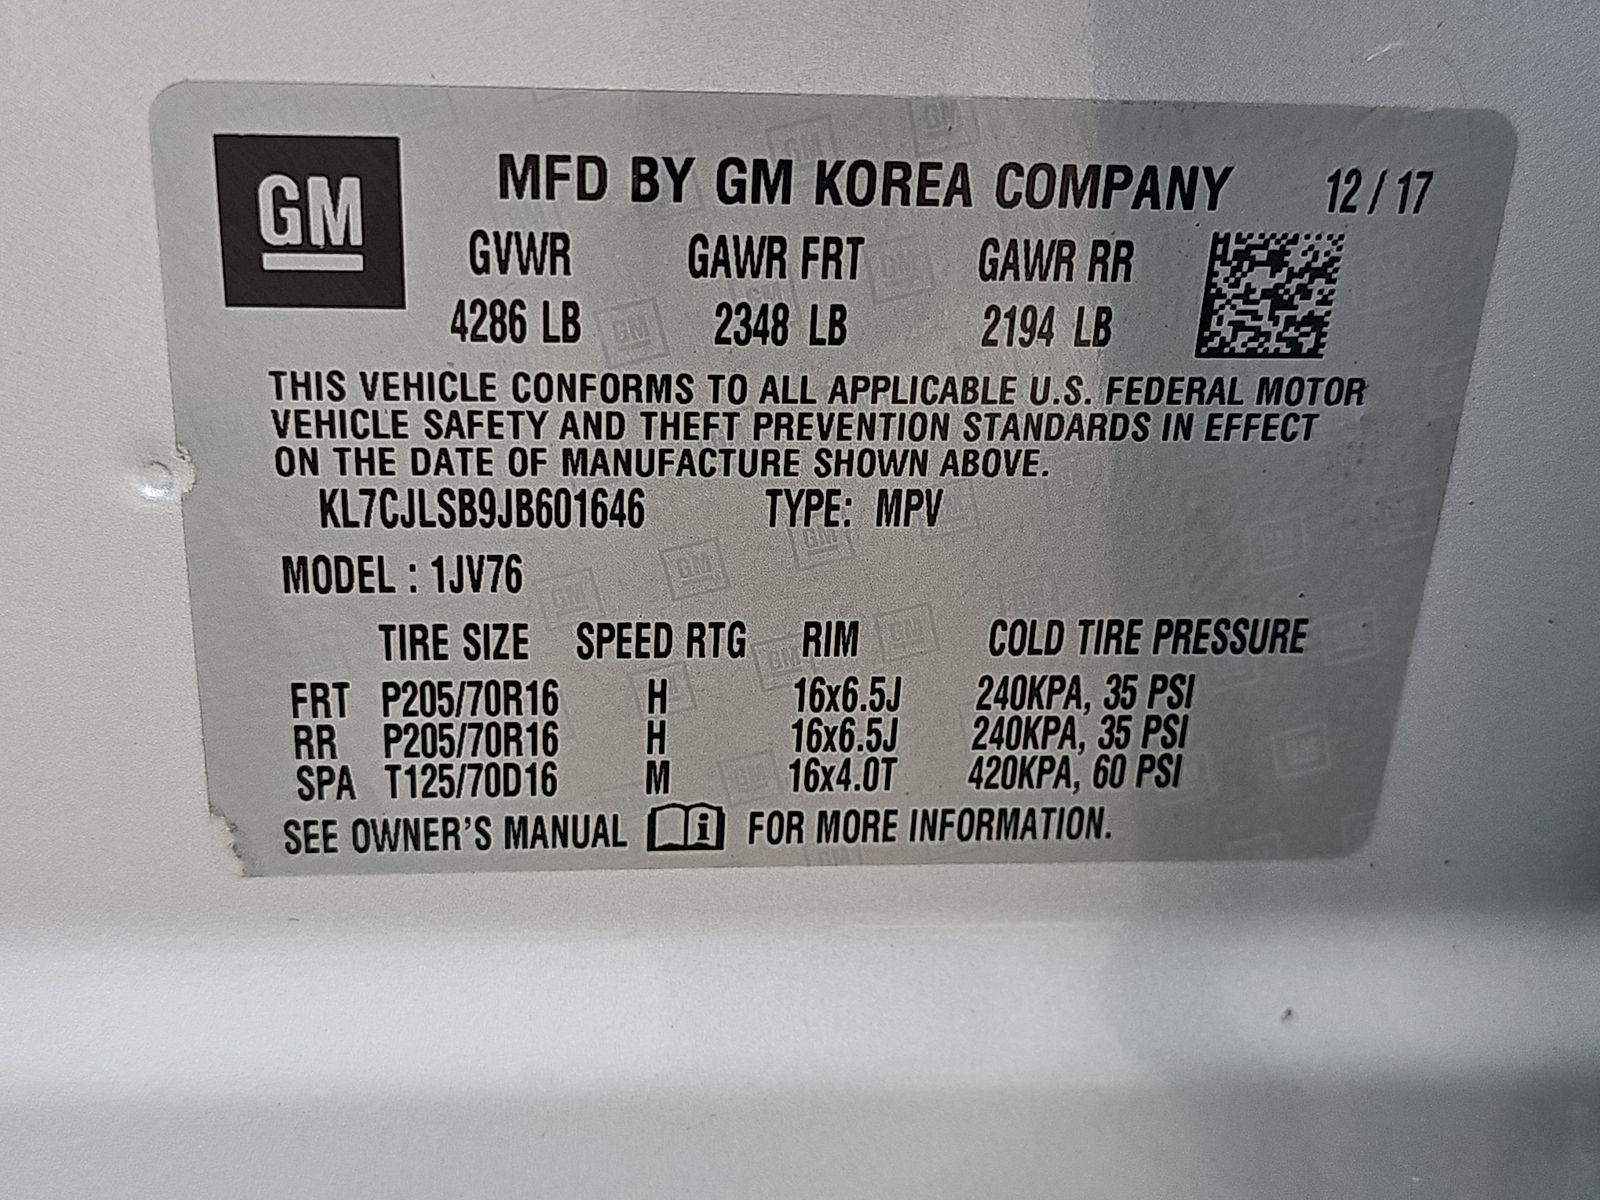 GM
MFD BY GM KOREA COMPANY 12/17
GVWR GAWR FRT GAWR RR
4286 LB 2348 LB 2194 LB
THIS VEHICLE CONFORMS TO ALL APPLICABLE U.S. FEDERAL MOTOR
VEHICLE SAFETY AND THEFT PREVENTION STANDARDS IN EFFECT
ON THE DATE OF MANUFACTURE SHOWN ABOVE.
KL7CJLSB9JB601646 TYPE: MPV
MODEL : 1JV76
TIRE SIZE SPEED RTG RIM COLD TIRE PRESSURE
FRT P205/70R16 H 16x6.5J 240KPA, 35 PSI
RR P205/70R16 H 16x6.5J 240KPA, 35 PSI
SPA T125/70D16 M 16x4.0T 420KPA, 60 PSI
SEE OWNER'S MANUAL i FOR MORE INFORMATION.